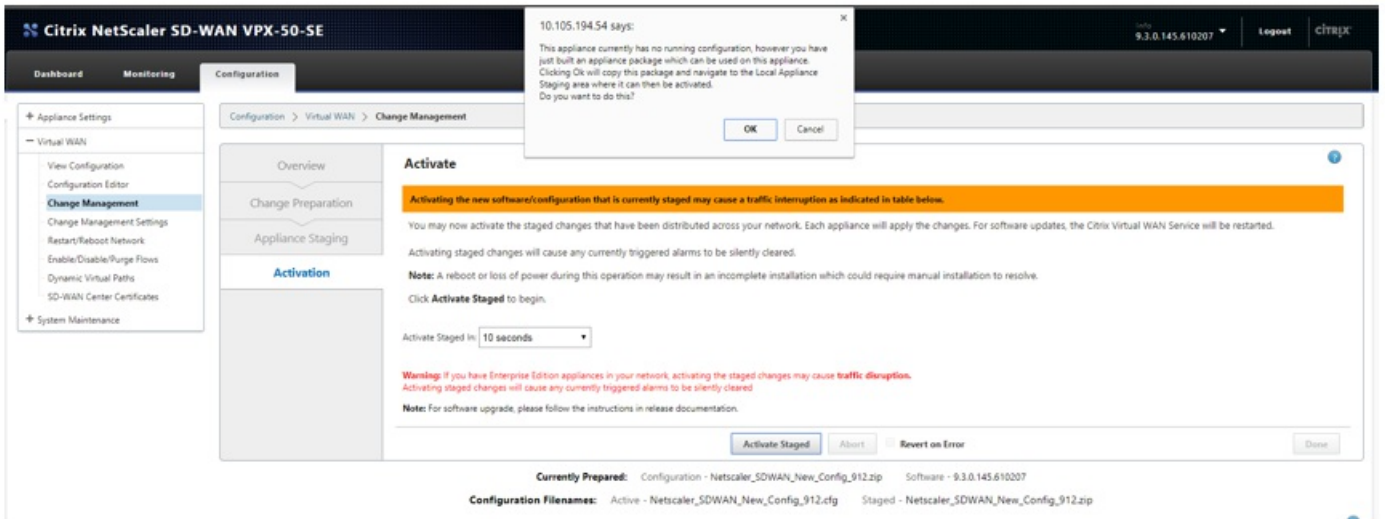 Citrix NetScaler SD-WAN VPX-50-SE
Info
9.3.0.145.610207
Logout
CITRIX
Dashboard Monitoring Configuration
10.105.194.54 says:
This appliance currently has no running configuration, however you have
just built an appliance package which can be used on this appliance.
Clicking Ok will copy this package and navigate to the Local Appliance
Staging area where it can then be activated.
Do you want to do this?
OK Cancel
+ Appliance Settings
− Virtual WAN
View Configuration
Configuration Editor
Change Management
Change Management Settings
Restart/Reboot Network
Enable/Disable/Purge Flows
Dynamic Virtual Paths
SD-WAN Center Certificates
+ System Maintenance
Configuration > Virtual WAN > Change Management
Overview
Change Preparation
Appliance Staging
Activation
Activate
?
Activating the new software/configuration that is currently staged may cause a traffic interruption as indicated in table below.
You may now activate the staged changes that have been distributed across your network. Each appliance will apply the changes. For software updates, the Citrix Virtual WAN Service will be restarted.
Activating staged changes will cause any currently triggered alarms to be silently cleared.
Note: A reboot or loss of power during this operation may result in an incomplete installation which could require manual installation to resolve.
Click Activate Staged to begin.
Activate Staged in: 10 seconds
Warning: If you have Enterprise Edition appliances in your network, activating the staged changes may cause traffic disruption.
Activating staged changes will cause any currently triggered alarms to be silently cleared
Note: For software upgrade, please follow the instructions in release documentation.
Activate Staged Abort Revert on Error Done
Currently Prepared: Configuration - Netscaler_SDWAN_New_Config_912.zip Software - 9.3.0.145.610207
Configuration Filenames: Active - Netscaler_SDWAN_New_Config_912.cfg Staged - Netscaler_SDWAN_New_Config_912.zip